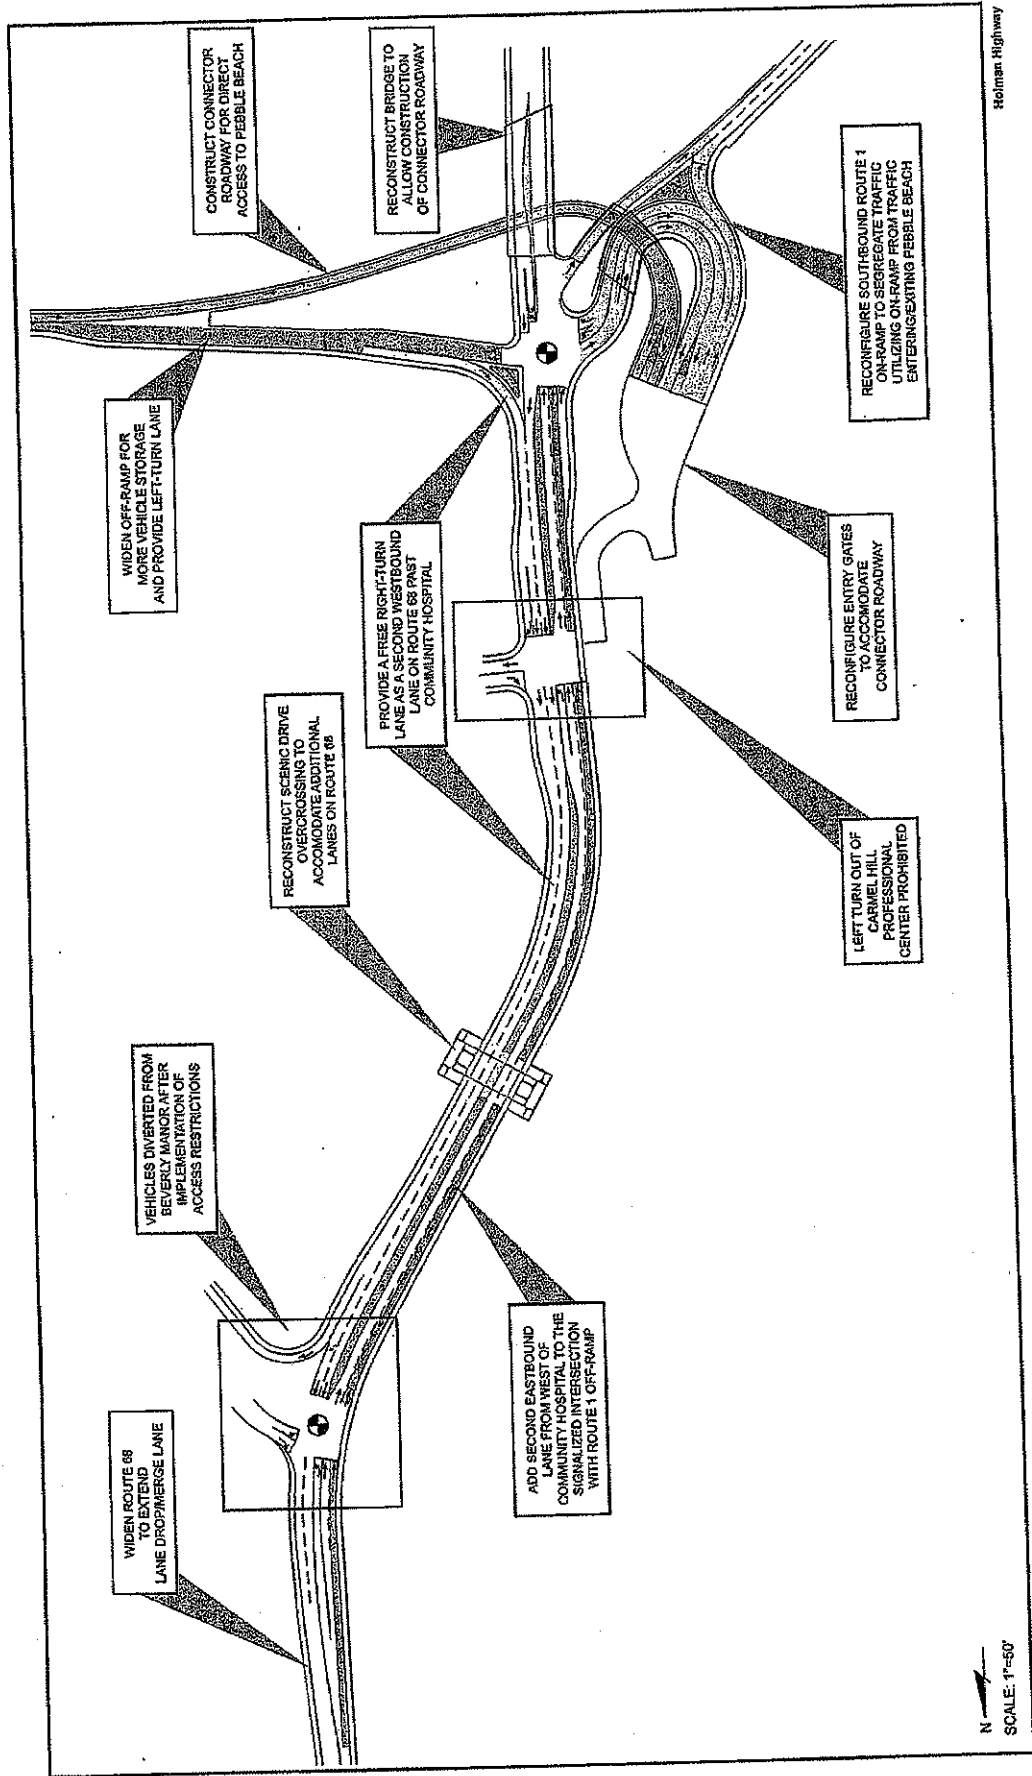 WIDEN ROUTE 68
TO EXTEND
LANE DROP/MERGE LANE
VEHICLES DIVERTED FROM
BEVERLY MANOR AFTER
IMPLEMENTATION OF
ACCESS RESTRICTIONS
RECONSTRUCT SCENIC DRIVE
OVERCROSSING TO
ACCOMODATE ADDITIONAL
LANES ON ROUTE 68
WIDEN OFF-RAMP FOR
MORE VEHICLE STORAGE
AND PROVIDE LEFT-TURN LANE
PROVIDE A FREE RIGHT-TURN
LANE AS A SECOND WESTBOUND
LANE ON ROUTE 68 PAST
COMMUNITY HOSPITAL
CONSTRUCT CONNECTOR
ROADWAY FOR DIRECT
ACCESS TO PEBBLE BEACH
RECONSTRUCT BRIDGE TO
ALLOW CONSTRUCTION
OF CONNECTOR ROADWAY
ADD SECOND EASTBOUND
LANE FROM WEST OF
COMMUNITY HOSPITAL TO THE
SIGNALIZED INTERSECTION
WITH ROUTE 1 OFF-RAMP
LEFT TURN OUT OF
CARMEL HILL
PROFESSIONAL
CENTER PROHIBITED
RECONFIGURE ENTRY GATES
TO ACCOMODATE
CONNECTOR ROADWAY
RECONFIGURE SOUTHBOUND ROUTE 1
ON-RAMP TO SEGREGATE TRAFFIC
UTILIZING ON-RAMP FROM TRAFFIC
ENTERING/EXITING PEBBLE BEACH
N
SCALE: 1"=50'
Holman Highway